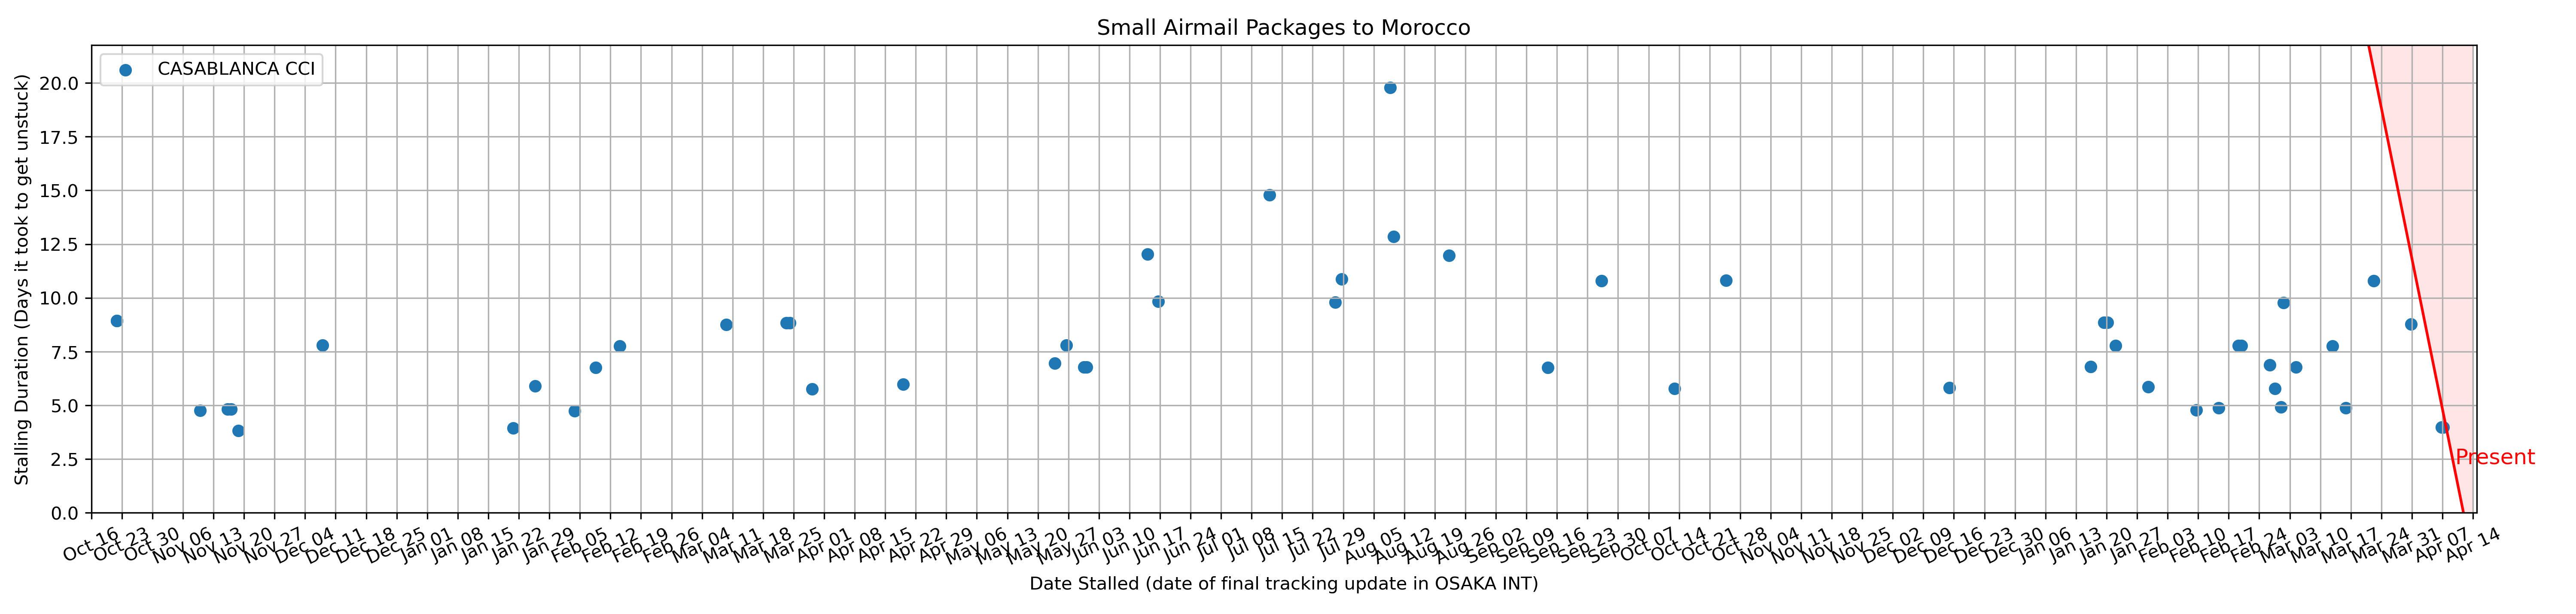 Small Airmail Packages to Morocco
CASABLANCA CCI
Stalling Duration (Days it took to get unstuck)
20.0
17.5
15.0
12.5
10.0
7.5
5.0
2.5
0.0
Present
Oct 16
Oct 23
Oct 30
Nov 06
Nov 13
Nov 20
Nov 27
Dec 04
Dec 11
Dec 18
Dec 25
Jan 01
Jan 08
Jan 15
Jan 22
Jan 29
Feb 05
Feb 12
Feb 19
Feb 26
Mar 04
Mar 11
Mar 18
Mar 25
Apr 01
Apr 08
Apr 15
Apr 22
Apr 29
May 06
May 13
May 20
May 27
Jun 03
Jun 10
Jun 17
Jun 24
Jul 01
Jul 08
Jul 15
Jul 22
Jul 29
Aug 05
Aug 12
Aug 19
Aug 26
Sep 02
Sep 09
Sep 16
Sep 23
Sep 30
Oct 07
Oct 14
Oct 21
Oct 28
Nov 04
Nov 11
Nov 18
Nov 25
Dec 02
Dec 09
Dec 16
Dec 23
Dec 30
Jan 06
Jan 13
Jan 20
Jan 27
Feb 03
Feb 10
Feb 17
Feb 24
Mar 03
Mar 10
Mar 17
Mar 24
Mar 31
Apr 07
Apr 14
Date Stalled (date of final tracking update in OSAKA INT)